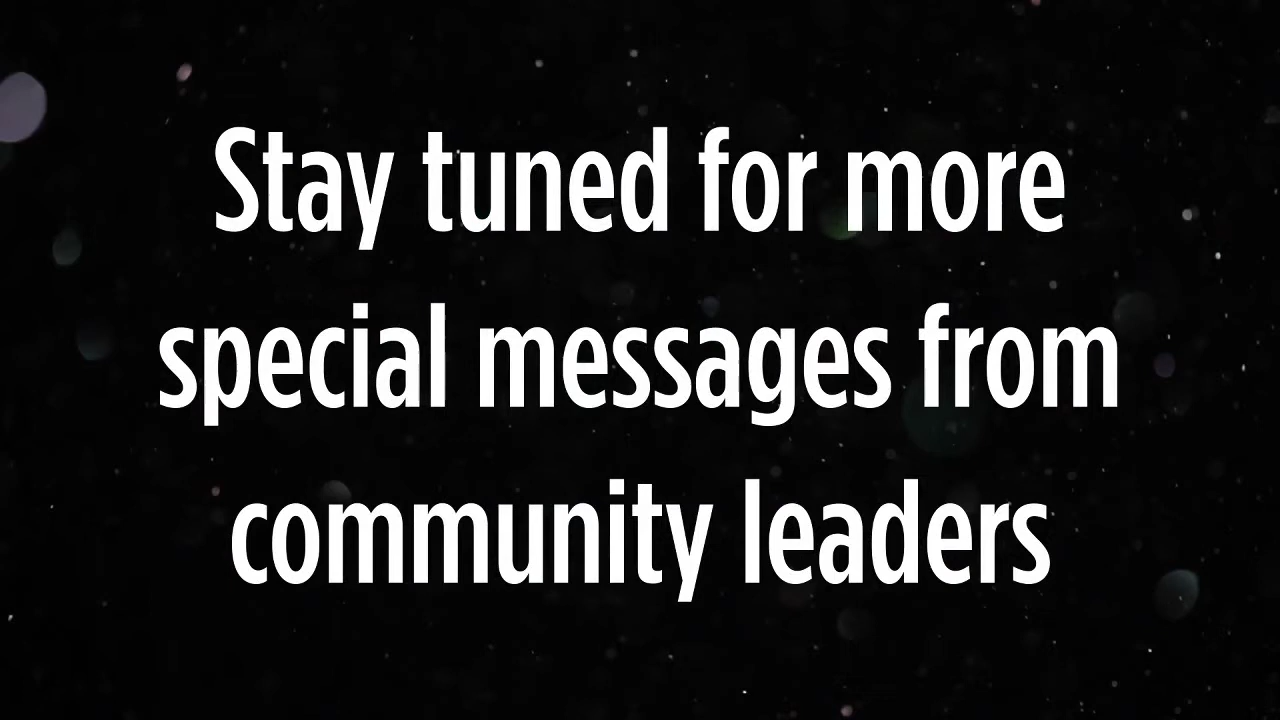 Stay tuned for more
special messages from
community leaders